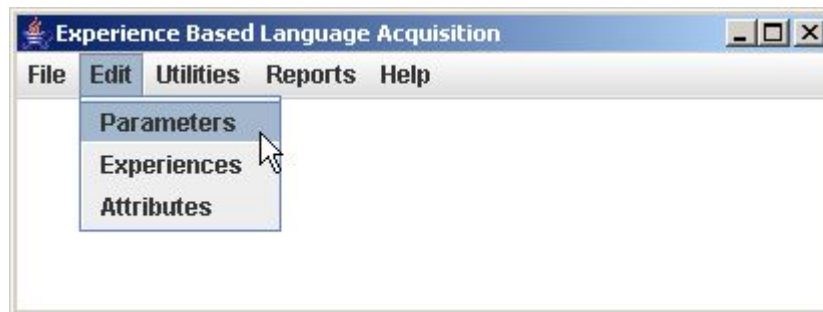 Experience Based Language Acquisition
File Edit Utilities Reports Help
Parameters
Experiences
Attributes